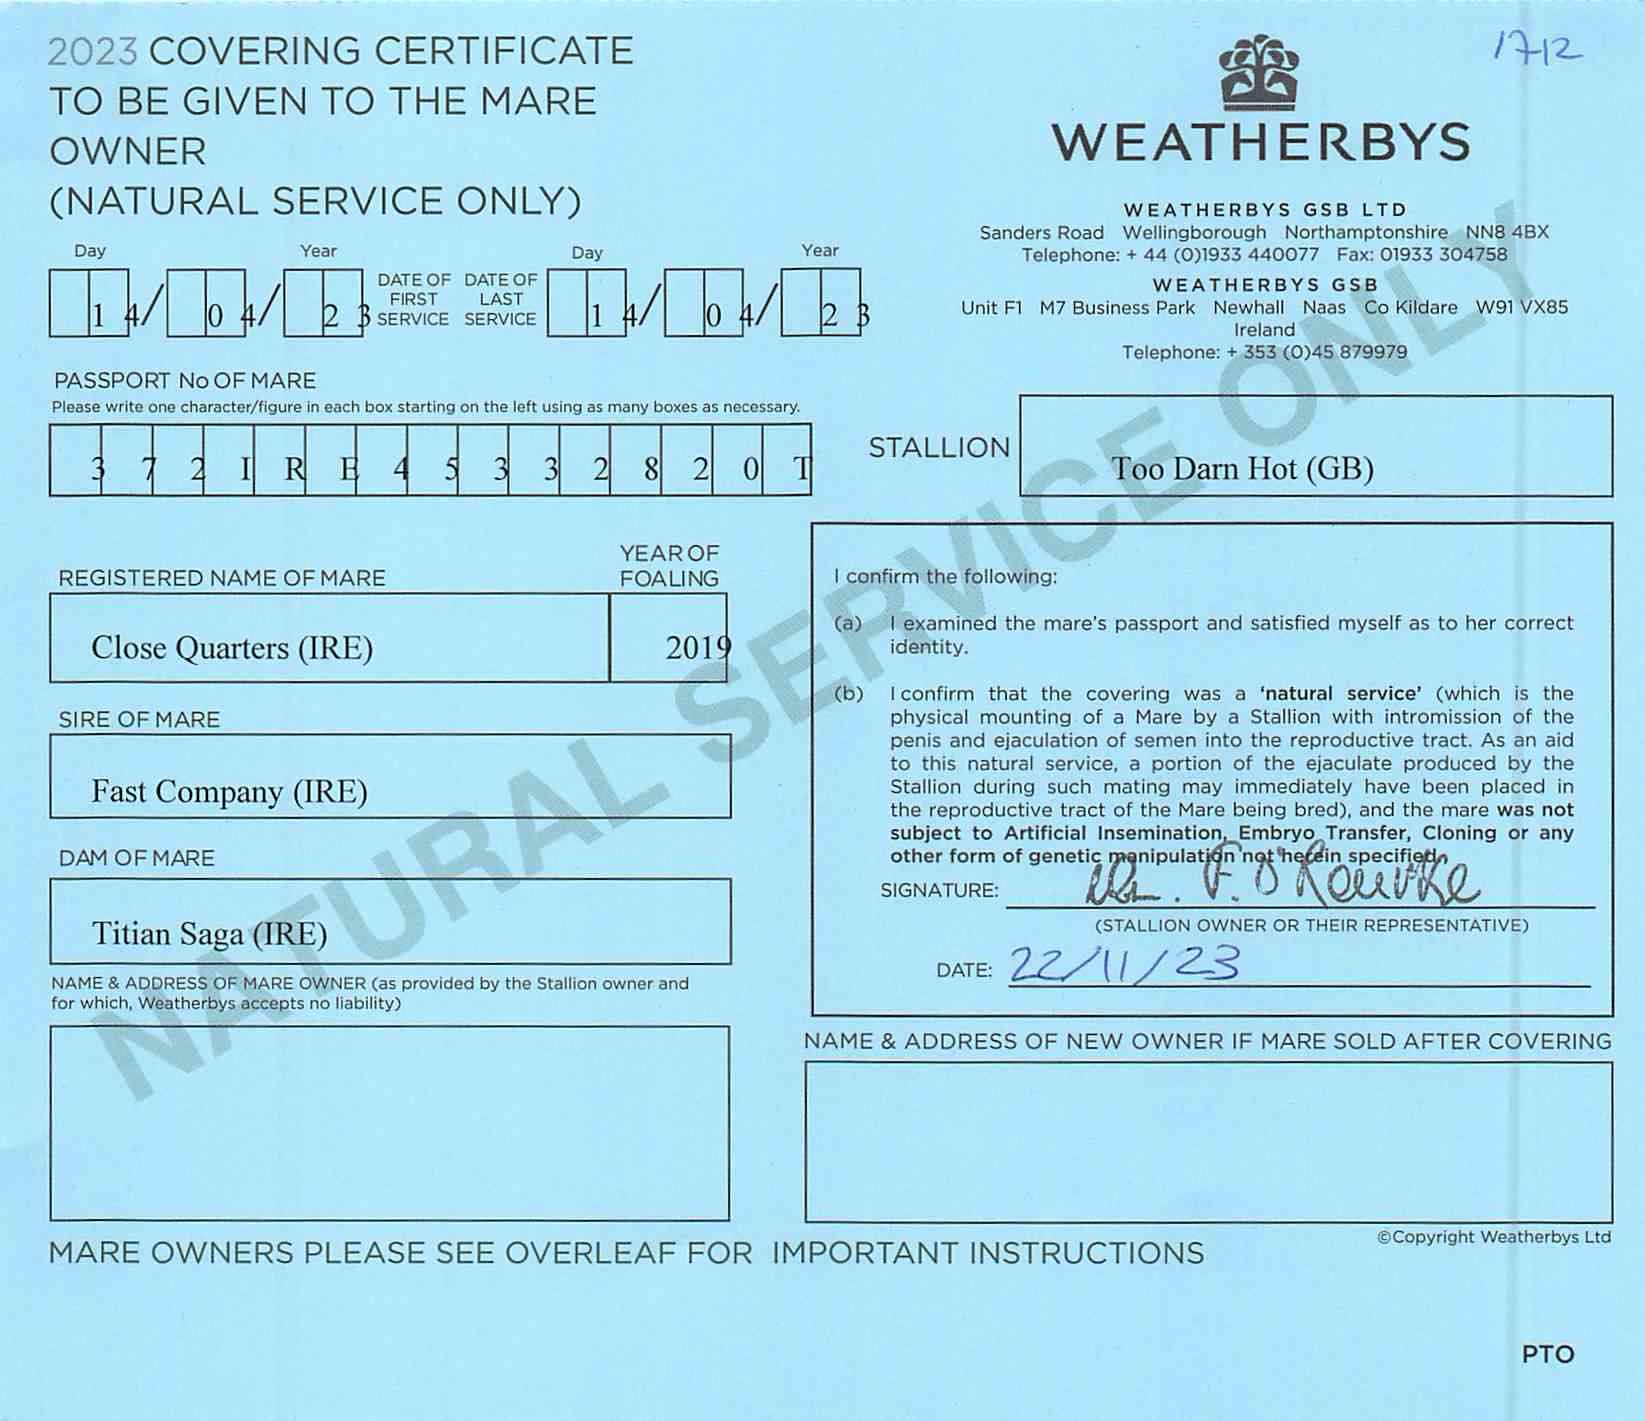 2023 COVERING CERTIFICATE
TO BE GIVEN TO THE MARE
OWNER
(NATURAL SERVICE ONLY)
1712
WEATHERBYS
WEATHERBYS GSB LTD
Sanders Road Wellingborough Northamptonshire NN8 4BX
Telephone: + 44 (0)1933 440077 Fax: 01933 304758
WEATHERBYS GSB
Unit F1 M7 Business Park Newhall Naas Co Kildare W91 VX85
Ireland
Telephone: + 353 (0)45 879979
Day Year Day Year
14/04/23 DATE OF FIRST SERVICE DATE OF LAST SERVICE 14/04/23
PASSPORT No OF MARE
Please write one character/figure in each box starting on the left using as many boxes as necessary.
3 7 2 I R E 4 5 3 3 2 8 2 0 T
STALLION Too Darn Hot (GB)
REGISTERED NAME OF MARE YEAR OF FOALING
Close Quarters (IRE) 2019
SIRE OF MARE
Fast Company (IRE)
DAM OF MARE
Titian Saga (IRE)
NAME & ADDRESS OF MARE OWNER (as provided by the Stallion owner and
for which, Weatherbys accepts no liability)
I confirm the following:
(a) I examined the mare's passport and satisfied myself as to her correct
identity.
(b) I confirm that the covering was a 'natural service' (which is the
physical mounting of a Mare by a Stallion with intromission of the
penis and ejaculation of semen into the reproductive tract. As an aid
to this natural service, a portion of the ejaculate produced by the
Stallion during such mating may immediately have been placed in
the reproductive tract of the Mare being bred), and the mare was not
subject to Artificial Insemination, Embryo Transfer, Cloning or any
other form of genetic manipulation not herein specified.
SIGNATURE: F. O'Rourke
(STALLION OWNER OR THEIR REPRESENTATIVE)
DATE: 22/11/23
NAME & ADDRESS OF NEW OWNER IF MARE SOLD AFTER COVERING
©Copyright Weatherbys Ltd
MARE OWNERS PLEASE SEE OVERLEAF FOR IMPORTANT INSTRUCTIONS
PTO
NATURAL SERVICE ONLY